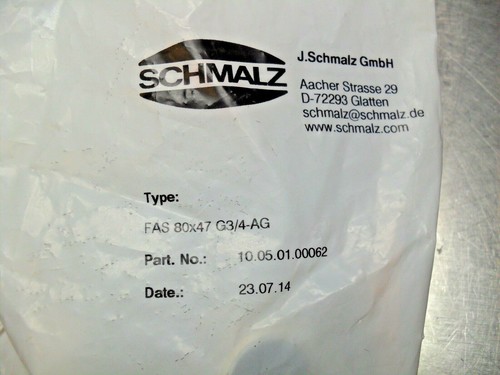 SCHMALZ
J.Schmalz GmbH
Aacher Strasse 29
D-72293 Glatten
schmalz@schmalz.de
www.schmalz.com
Type:
FAS 80x47 G3/4-AG
Part. No.: 10.05.01.00062
Date.: 23.07.14